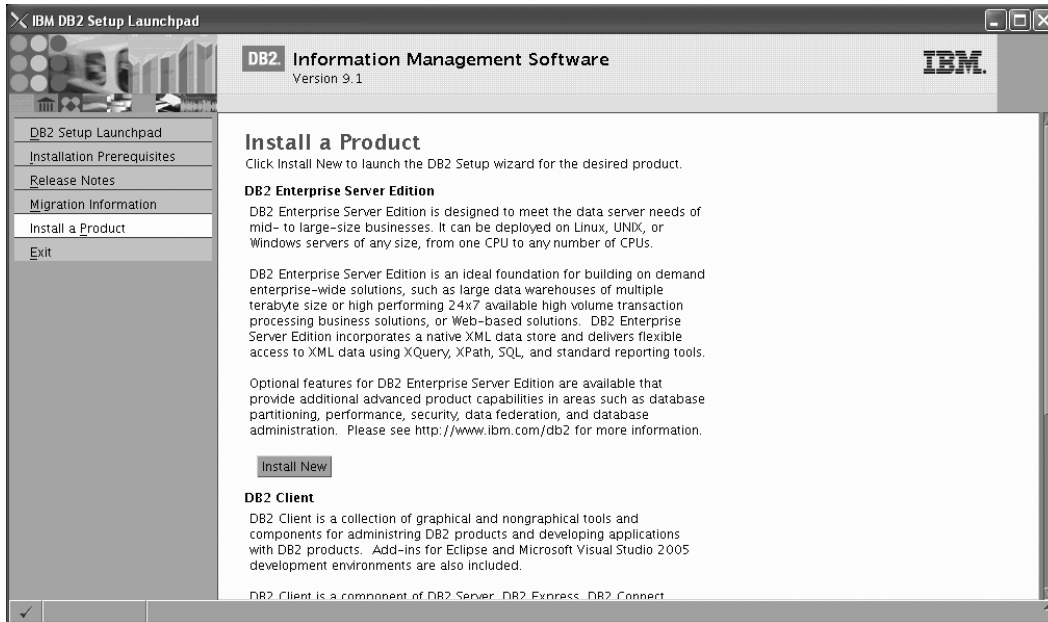 IBM DB2 Setup Launchpad
DB2. Information Management Software
Version 9.1
IBM.
DB2 Setup Launchpad
Installation Prerequisites
Release Notes
Migration Information
Install a Product
Exit
Install a Product
Click Install New to launch the DB2 Setup wizard for the desired product.
DB2 Enterprise Server Edition
DB2 Enterprise Server Edition is designed to meet the data server needs of
mid- to large-size businesses. It can be deployed on Linux, UNIX, or
Windows servers of any size, from one CPU to any number of CPUs.
DB2 Enterprise Server Edition is an ideal foundation for building on demand
enterprise-wide solutions, such as large data warehouses of multiple
terabyte size or high performing 24x7 available high volume transaction
processing business solutions, or Web-based solutions. DB2 Enterprise
Server Edition incorporates a native XML data store and delivers flexible
access to XML data using XQuery, XPath, SQL, and standard reporting tools.
Optional features for DB2 Enterprise Server Edition are available that
provide additional advanced product capabilities in areas such as database
partitioning, performance, security, data federation, and database
administration. Please see http://www.ibm.com/db2 for more information.
Install New
DB2 Client
DB2 Client is a collection of graphical and nongraphical tools and
components for administring DB2 products and developing applications
with DB2 products. Add-ins for Eclipse and Microsoft Visual Studio 2005
development environments are also included.
DB2 Client is a component of DB2 Server, DB2 Express, DB2 Connect